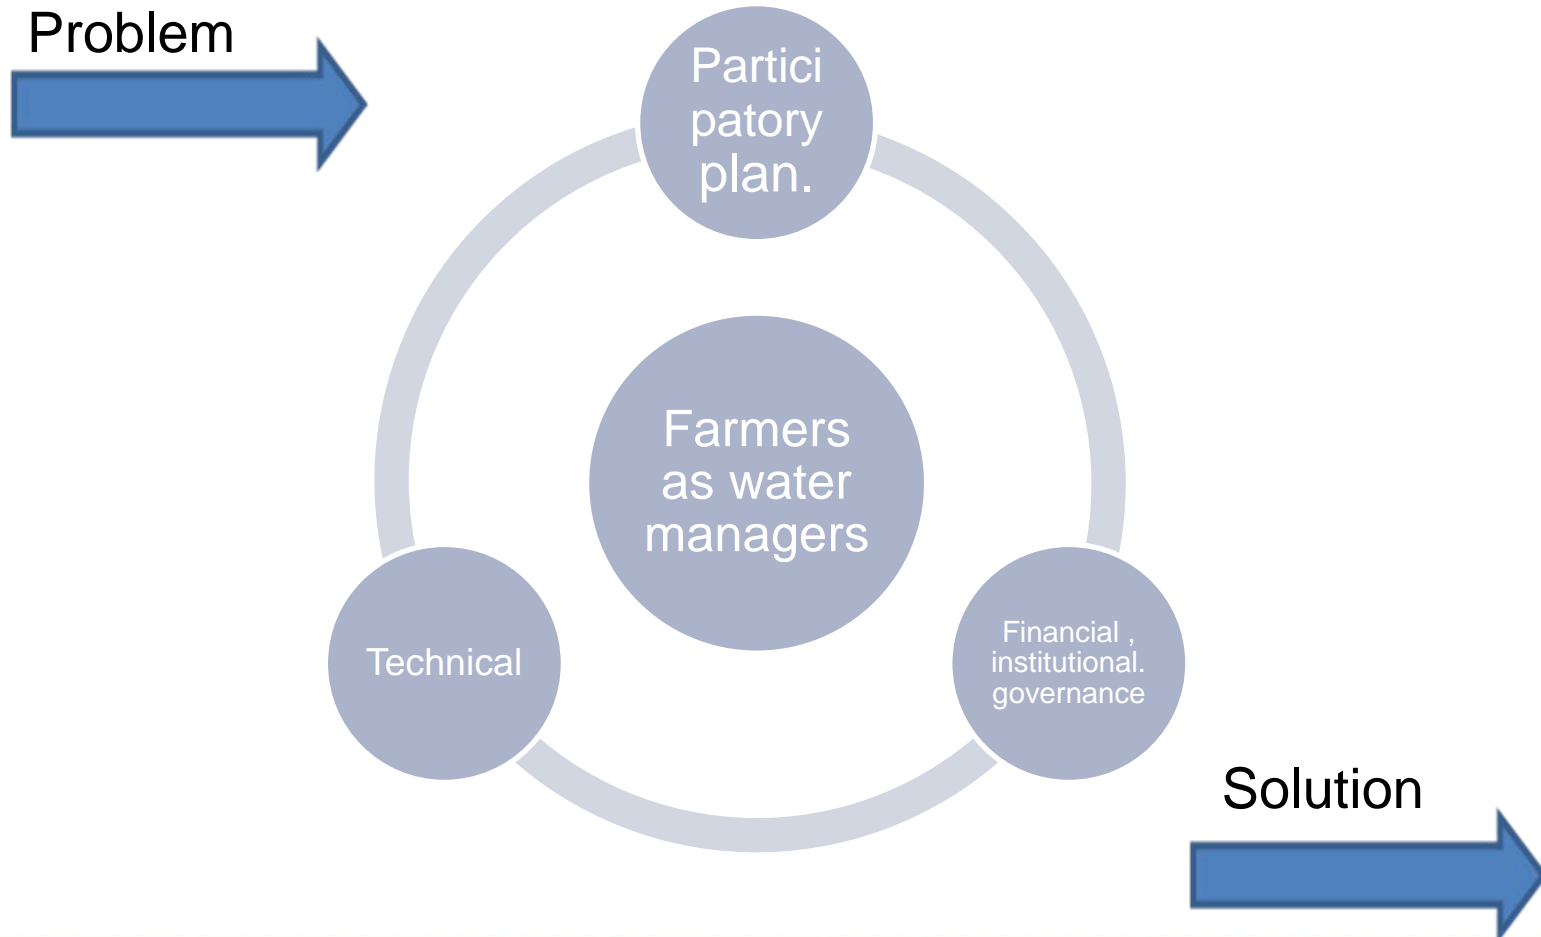 Problem
Partici
patory
plan.
Farmers
as water
managers
Technical
Financial ,
institutional.
governance
Solution